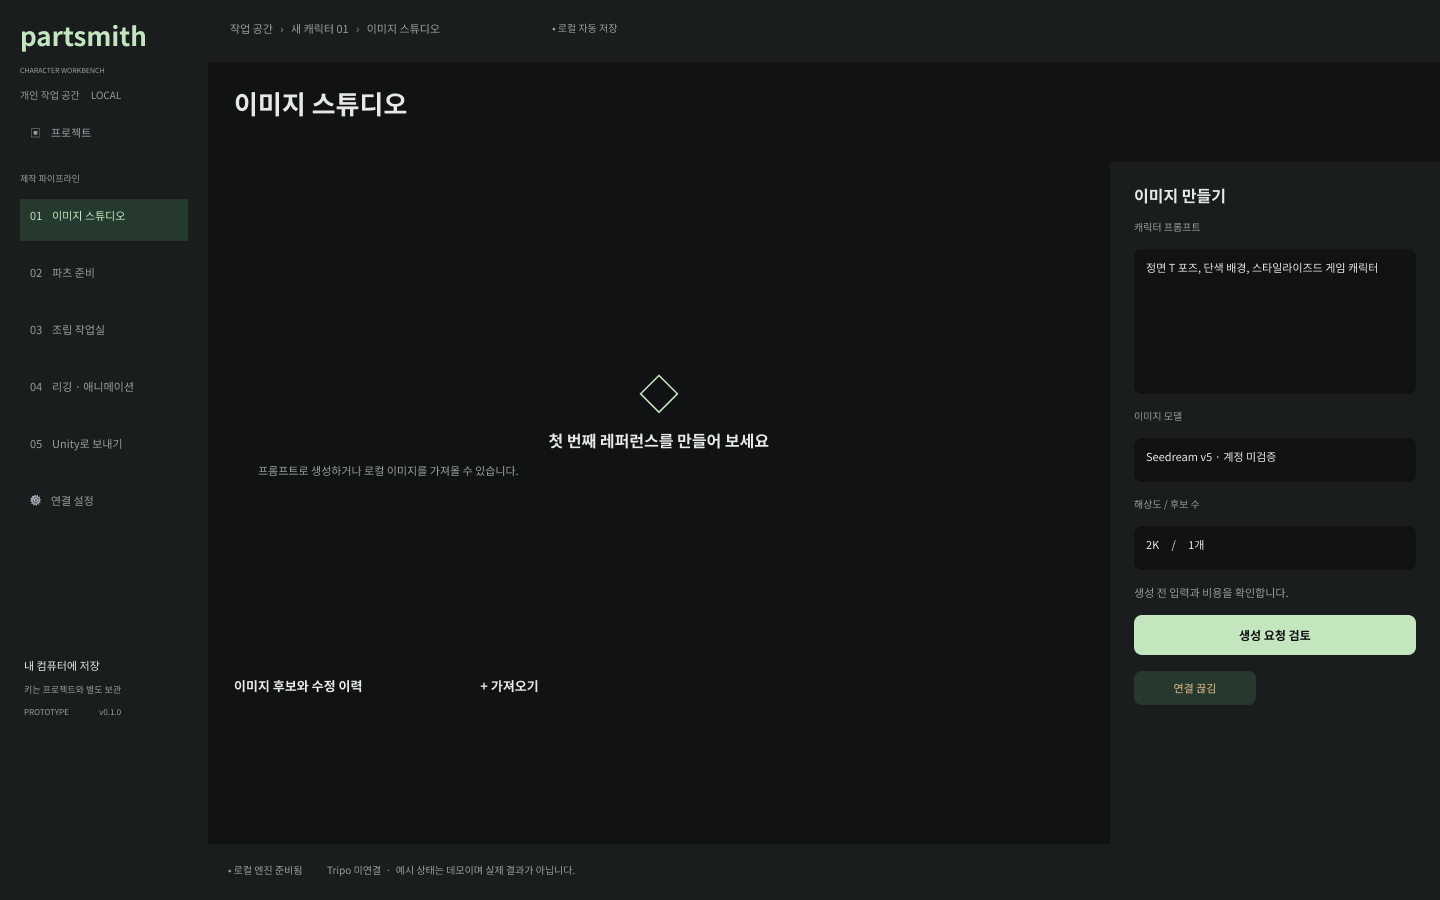 partsmith
CHARACTER WORKBENCH
개인 작업 공간 LOCAL
프로젝트
제작 파이프라인
01 이미지 스튜디오
02 파츠 준비
03 조립 작업실
04 리깅 · 애니메이션
05 Unity로 보내기
연결 설정
내 컴퓨터에 저장
키는 프로젝트와 별도 보관
PROTOTYPE v0.1.0
작업 공간 › 새 캐릭터 01 › 이미지 스튜디오
• 로컬 자동 저장
이미지 스튜디오
첫 번째 레퍼런스를 만들어 보세요
프롬프트로 생성하거나 로컬 이미지를 가져올 수 있습니다.
이미지 후보와 수정 이력
+ 가져오기
이미지 만들기
캐릭터 프롬프트
정면 T 포즈, 단색 배경, 스타일라이즈드 게임 캐릭터
이미지 모델
Seedream v5 · 계정 미검증
해상도 / 후보 수
2K / 1개
생성 전 입력과 비용을 확인합니다.
생성 요청 검토
연결 끊김
• 로컬 엔진 준비됨
Tripo 미연결 · 예시 상태는 데모이며 실제 결과가 아닙니다.